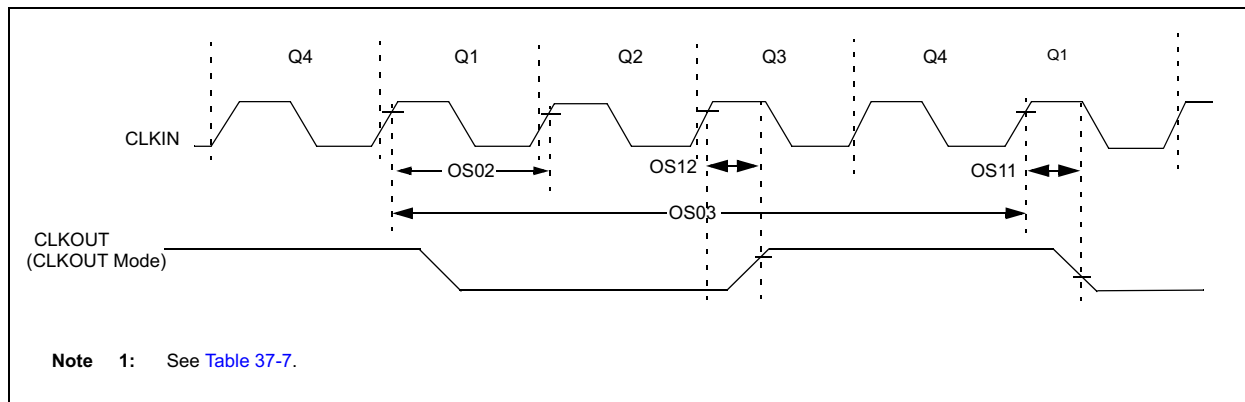 Q4 Q1 Q2 Q3 Q4 Q1
CLKIN
OS02 OS12 OS11
OS03
CLKOUT
(CLKOUT Mode)
Note 1: See Table 37-7.